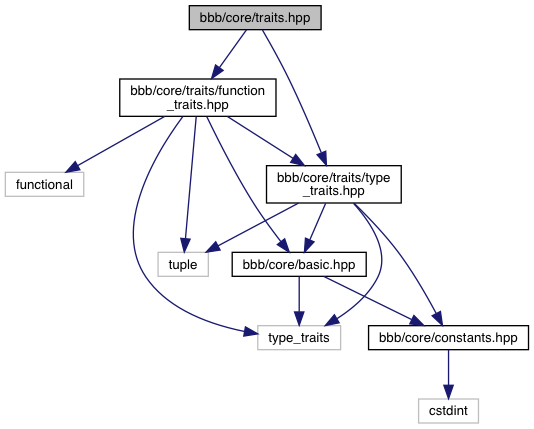 bbb/core/traits.hpp
bbb/core/traits/function
_traits.hpp
bbb/core/traits/type
_traits.hpp
functional
tuple
bbb/core/basic.hpp
type_traits
bbb/core/constants.hpp
cstdint